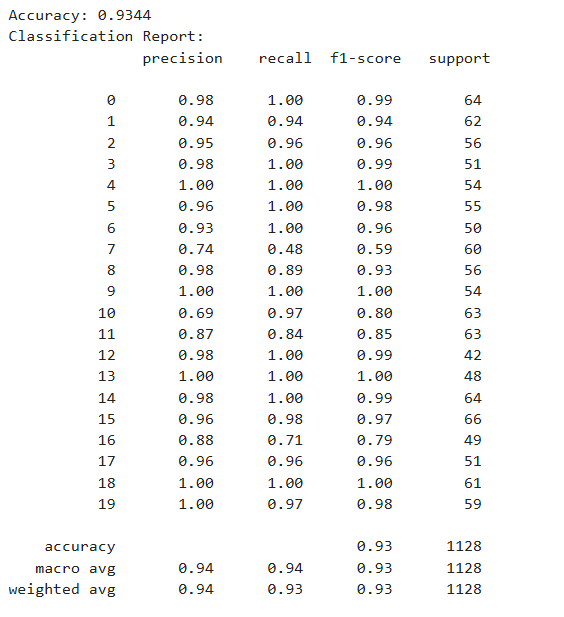 Accuracy: 0.9344
Classification Report:
precision recall f1-score support
0 0.98 1.00 0.99 64
1 0.94 0.94 0.94 62
2 0.95 0.96 0.96 56
3 0.98 1.00 0.99 51
4 1.00 1.00 1.00 54
5 0.96 1.00 0.98 55
6 0.93 1.00 0.96 50
7 0.74 0.48 0.59 60
8 0.98 0.89 0.93 56
9 1.00 1.00 1.00 54
10 0.69 0.97 0.80 63
11 0.87 0.84 0.85 63
12 0.98 1.00 0.99 42
13 1.00 1.00 1.00 48
14 0.98 1.00 0.99 64
15 0.96 0.98 0.97 66
16 0.88 0.71 0.79 49
17 0.96 0.96 0.96 51
18 1.00 1.00 1.00 61
19 1.00 0.97 0.98 59
accuracy 0.93 1128
macro avg 0.94 0.94 0.93 1128
weighted avg 0.94 0.93 0.93 1128